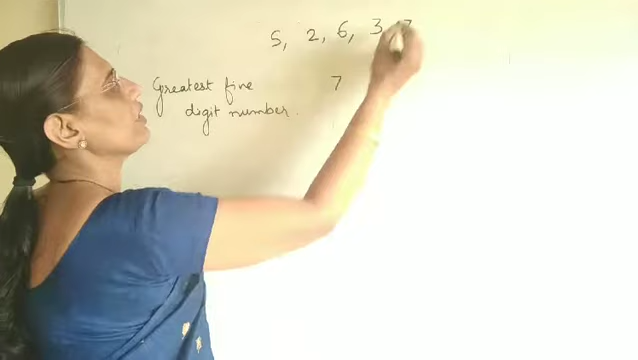 5, 2, 6, 3, 7
Greatest five 7
digit number.